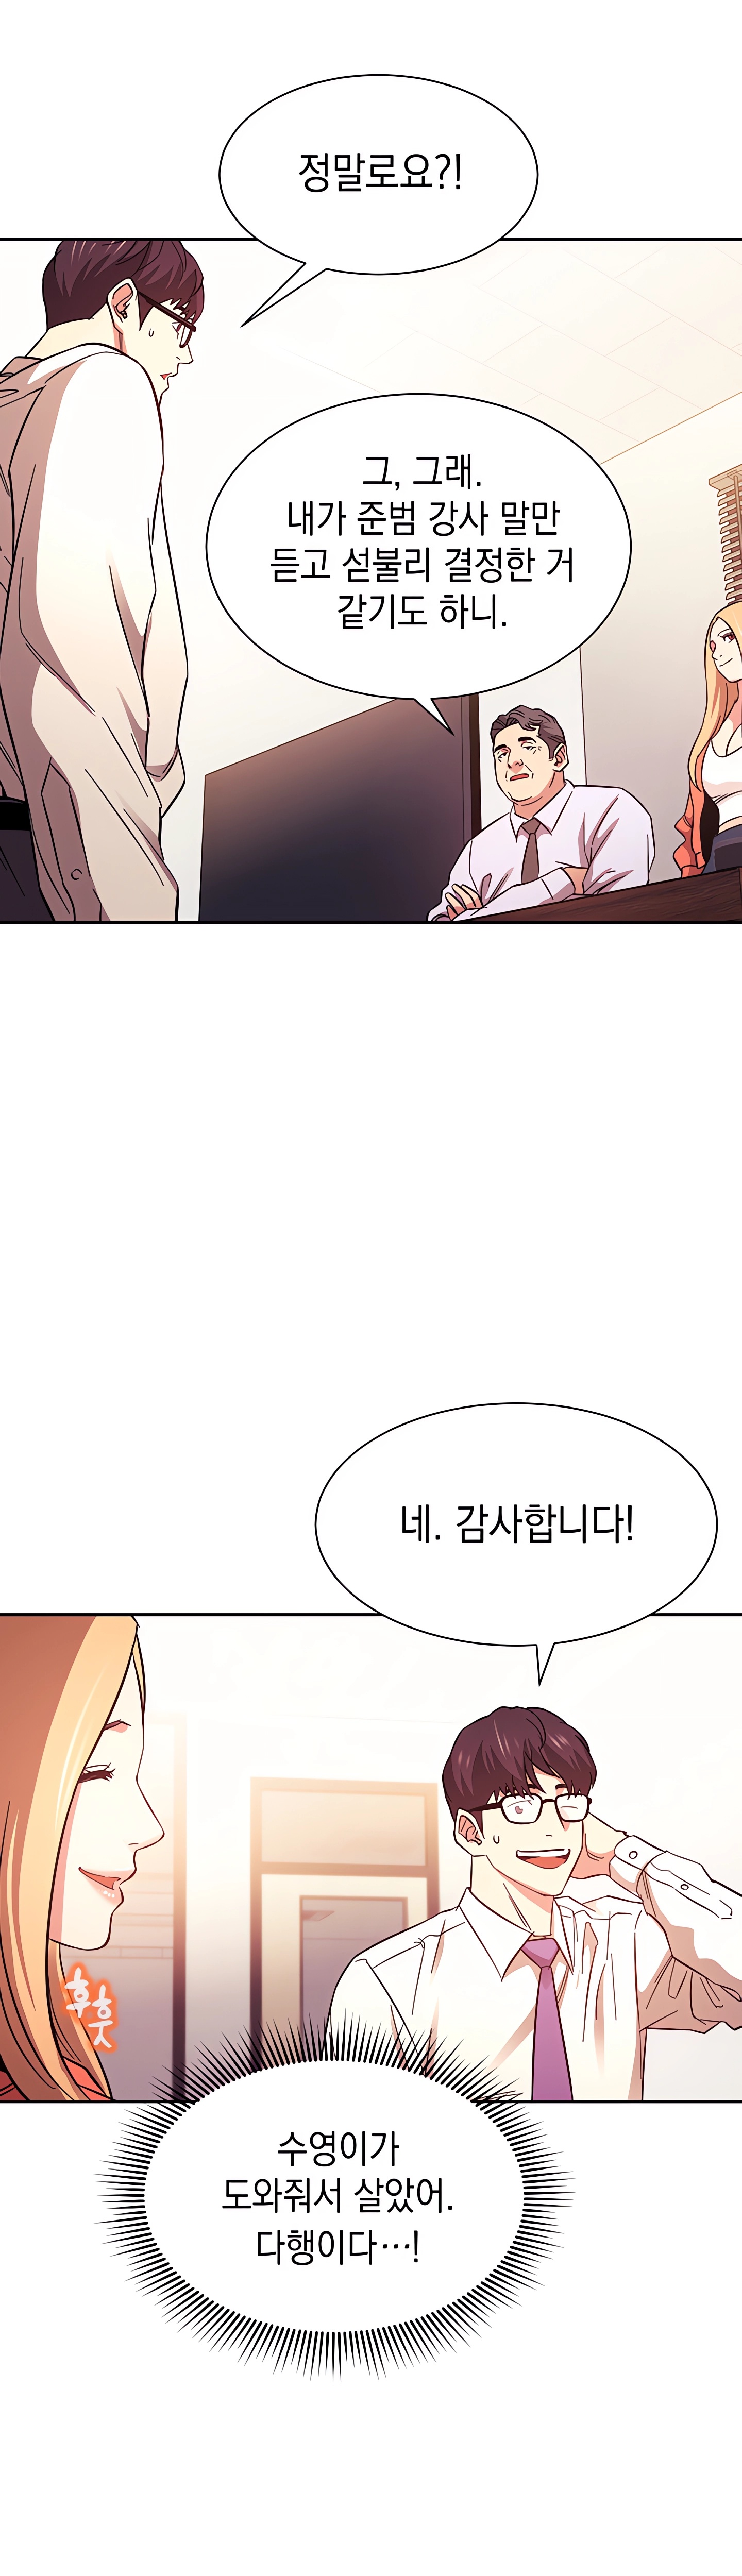 정말로요?!
그, 그래.
내가 준범 강사 말만
듣고 섣불리 결정한 거
같기도 하니.
네. 감사합니다!
후훗
수영이가
도와줘서 살았어.
다행이다…!